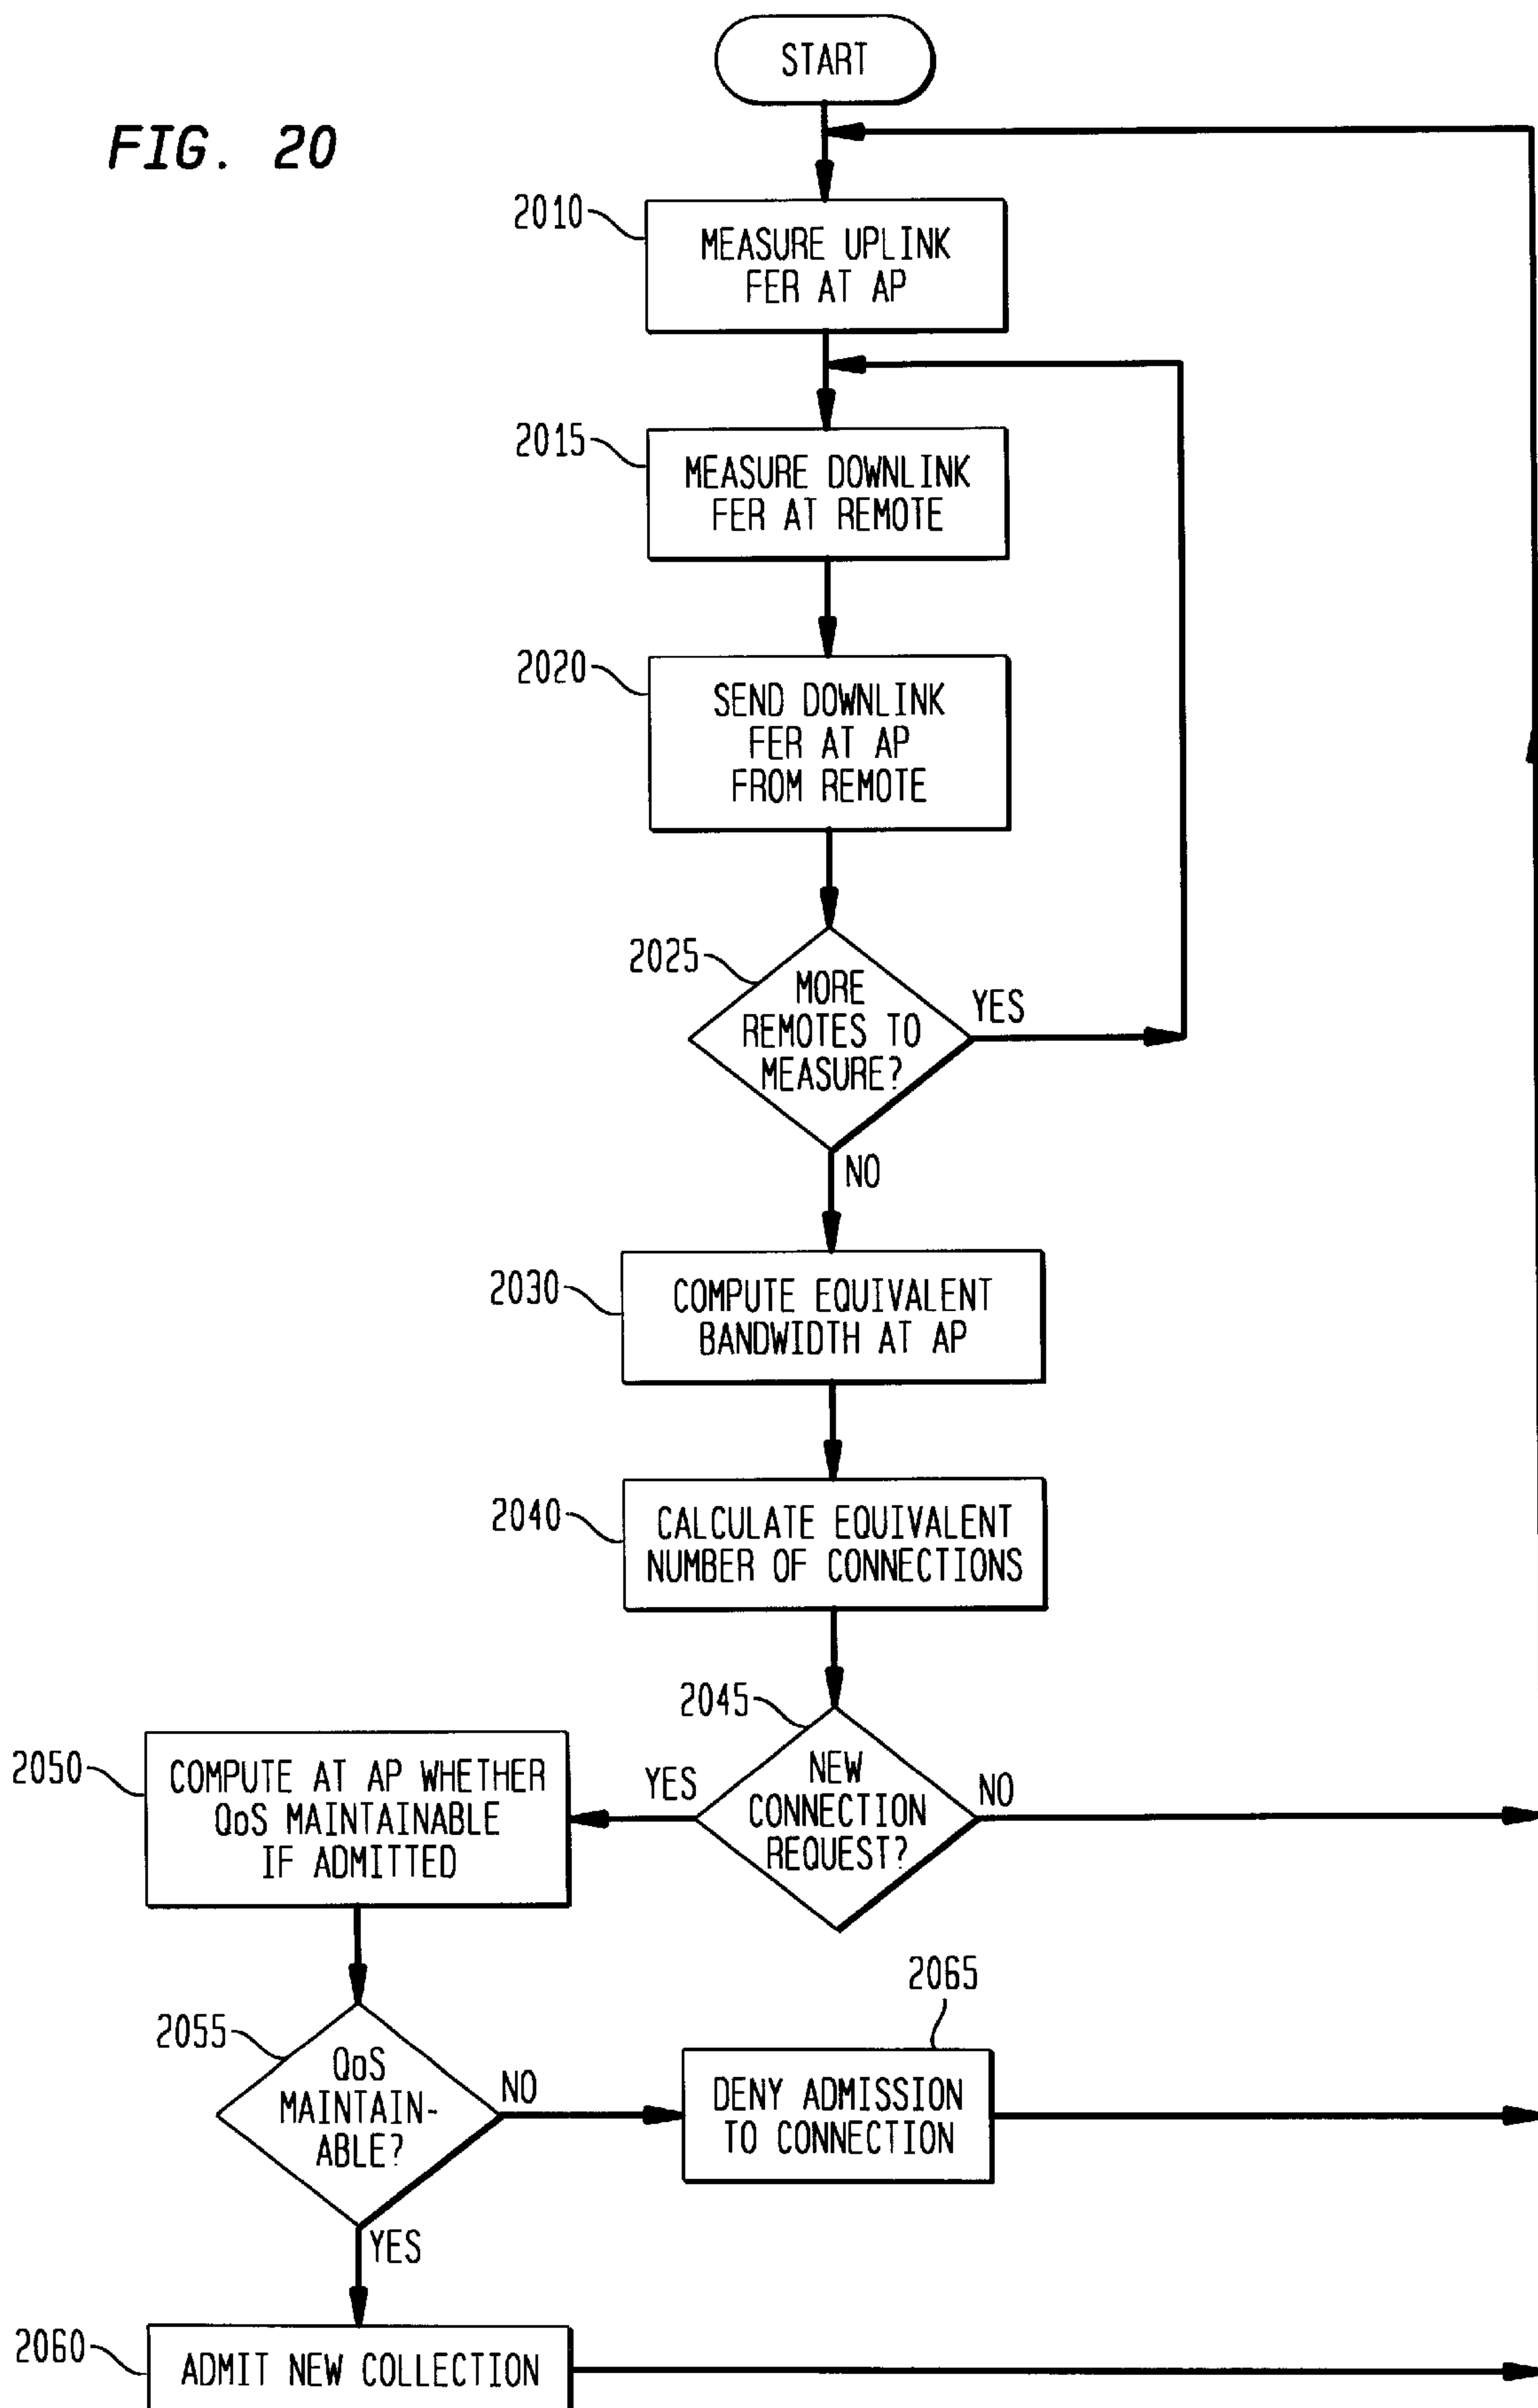 START
FIG. 20
2010
MEASURE UPLINK
FER AT AP
2015
MEASURE DOWNLINK
FER AT REMOTE
2020
SEND DOWNLINK
FER AT AP
FROM REMOTE
2025
MORE
REMOTES TO
MEASURE?
YES
NO
2030
COMPUTE EQUIVALENT
BANDWIDTH AT AP
2040
CALCULATE EQUIVALENT
NUMBER OF CONNECTIONS
2045
NEW
CONNECTION
REQUEST?
YES
NO
2050
COMPUTE AT AP WHETHER
QoS MAINTAINABLE
IF ADMITTED
2055
QoS
MAINTAIN-
ABLE?
NO
2065
DENY ADMISSION
TO CONNECTION
YES
2060
ADMIT NEW COLLECTION